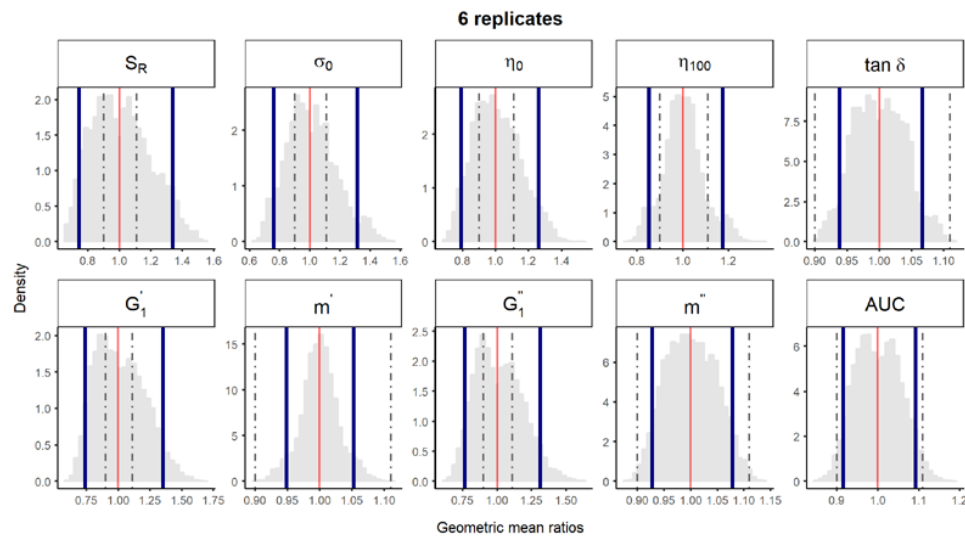 6 replicates
S_R σ_0 η_0 η_100 tan δ
2.0 1.5 1.0 0.5 0.0
2 1 0
2 1 0
5 4 3 2 1 0
7.5 5.0 2.5 0.0
0.8 1.0 1.2 1.4 1.6
0.6 0.8 1.0 1.2 1.4 1.6
0.8 1.0 1.2 1.4
0.8 1.0 1.2
0.90 0.95 1.00 1.05 1.10
Density
G'_1 m' G''_1 m'' AUC
2.0 1.5 1.0 0.5 0.0
15 10 5 0
2.5 2.0 1.5 1.0 0.5 0.0
6 4 2 0
6 4 2 0
0.75 1.00 1.25 1.50 1.75
0.90 0.95 1.00 1.05 1.10
0.75 1.00 1.25 1.50
0.90 0.95 1.00 1.05 1.10 1.15
0.9 1.0 1.1 1.2
Geometric mean ratios